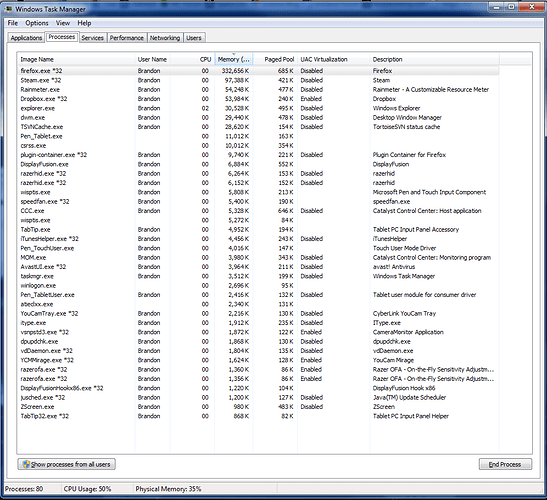 Windows Task Manager
File Options View Help
Applications Processes Services Performance Networking Users
Image Name User Name CPU Memory (... Paged Pool UAC Virtualization Description
firefox.exe *32 Brandon 00 332,656 K 685 K Disabled Firefox
Steam.exe *32 Brandon 00 97,388 K 421 K Disabled Steam
Rainmeter.exe Brandon 00 54,248 K 477 K Disabled Rainmeter - A Customizable Resource Meter
Dropbox.exe *32 Brandon 00 53,984 K 240 K Enabled Dropbox
explorer.exe Brandon 02 30,528 K 495 K Disabled Windows Explorer
dwm.exe Brandon 00 29,440 K 478 K Disabled Desktop Window Manager
TSVNCache.exe Brandon 00 28,620 K 154 K Disabled TortoiseSVN status cache
Pen_Tablet.exe 00 11,012 K 163 K
csrss.exe 00 10,012 K 354 K
plugin-container.exe *32 Brandon 00 9,740 K 221 K Disabled Plugin Container for Firefox
DisplayFusion.exe Brandon 00 6,884 K 552 K Disabled DisplayFusion
razerhid.exe *32 Brandon 00 6,264 K 153 K Disabled razerhid
razerhid.exe *32 Brandon 00 6,152 K 152 K Disabled razerhid
wisptis.exe Brandon 00 5,808 K 213 K Microsoft Pen and Touch Input Component
speedfan.exe *32 Brandon 00 5,400 K 190 K speedfan.exe
CCC.exe Brandon 00 5,328 K 646 K Disabled Catalyst Control Center: Host application
wisptis.exe 00 5,272 K 84 K
TabTip.exe Brandon 00 4,952 K 194 K Tablet PC Input Panel Accessory
iTunesHelper.exe *32 Brandon 00 4,456 K 243 K Disabled iTunesHelper
Pen_TouchUser.exe Brandon 00 4,016 K 147 K Touch User Mode Driver
MOM.exe Brandon 00 3,980 K 343 K Disabled Catalyst Control Center: Monitoring program
AvastUI.exe *32 Brandon 00 3,964 K 211 K Disabled avast! Antivirus
taskmgr.exe Brandon 00 3,512 K 199 K Disabled Windows Task Manager
winlogon.exe 00 2,696 K 95 K
Pen_TabletUser.exe Brandon 00 2,416 K 132 K Disabled Tablet user module for consumer driver
atieclxx.exe 00 2,340 K 131 K
YouCamTray.exe *32 Brandon 00 2,216 K 130 K Disabled CyberLink YouCam Tray
itype.exe Brandon 00 1,912 K 235 K Disabled IType.exe
vsnpstd3.exe *32 Brandon 00 1,872 K 122 K Enabled CameraMonitor Application
dpupdchk.exe Brandon 00 1,868 K 130 K Disabled dpupdchk.exe
vdDaemon.exe *32 Brandon 00 1,804 K 135 K Disabled vdDaemon.exe
YCMMirage.exe *32 Brandon 00 1,624 K 128 K Enabled YouCam Mirage
razerofa.exe *32 Brandon 00 1,360 K 86 K Enabled Razer OFA - On-the-Fly Sensitivity Adjustm...
razerofa.exe *32 Brandon 00 1,356 K 86 K Enabled Razer OFA - On-the-Fly Sensitivity Adjustm...
DisplayFusionHookx86.exe *32 Brandon 00 1,220 K 104 K DisplayFusion Hook x86
jusched.exe *32 Brandon 00 1,200 K 127 K Disabled Java(TM) Update Scheduler
ZScreen.exe Brandon 00 980 K 483 K Disabled ZScreen
TabTip32.exe *32 Brandon 00 868 K 82 K Tablet PC Input Panel Helper
Show processes from all users End Process
Processes: 80 CPU Usage: 50% Physical Memory: 35%